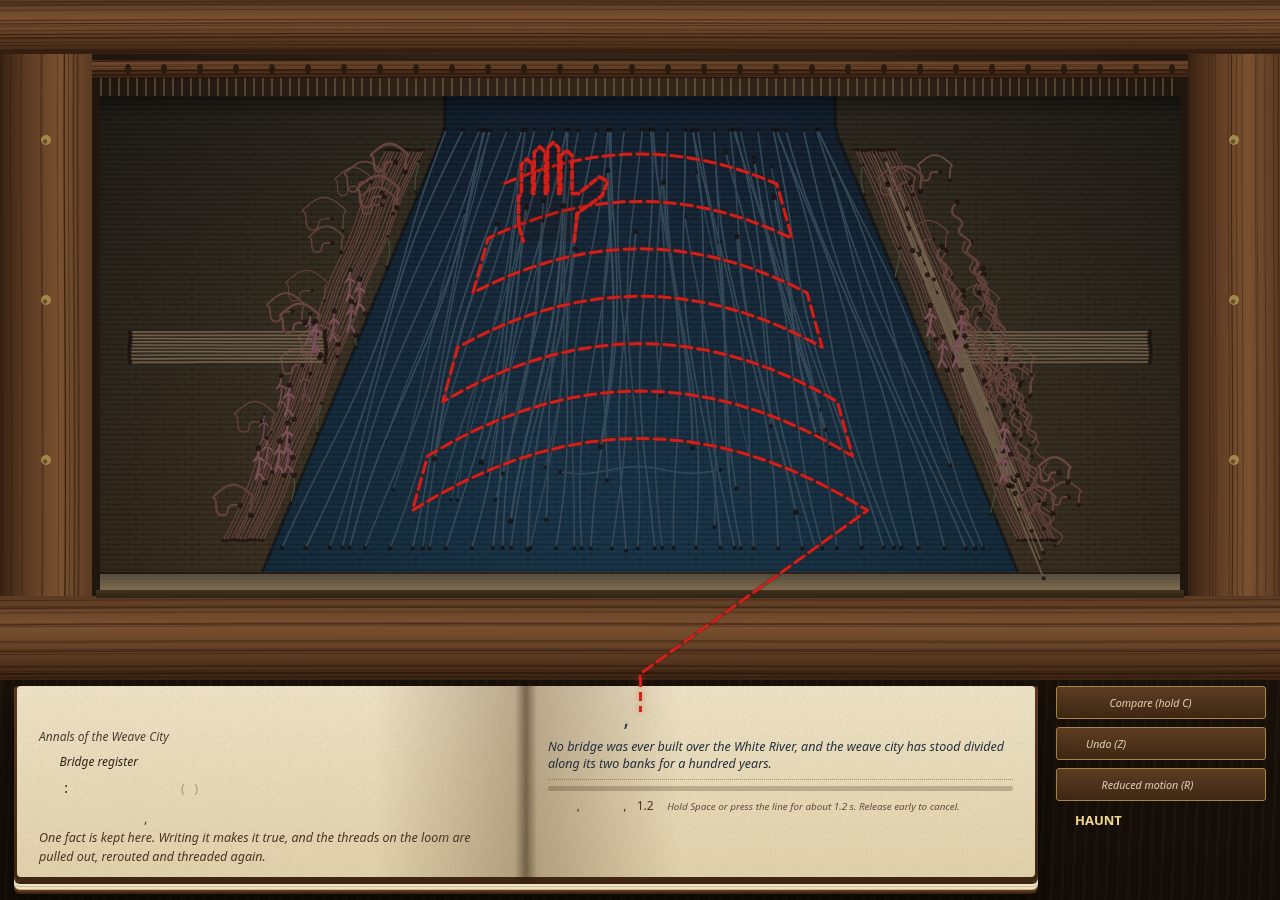 Annals of the Weave City
Bridge register
: ( )
,
One fact is kept here. Writing it makes it true, and the threads on the loom are
pulled out, rerouted and threaded again.
,
No bridge was ever built over the White River, and the weave city has stood divided
along its two banks for a hundred years.
, , 1.2 Hold Space or press the line for about 1.2 s. Release early to cancel.
Compare (hold C)
Undo (Z)
Reduced motion (R)
HAUNT